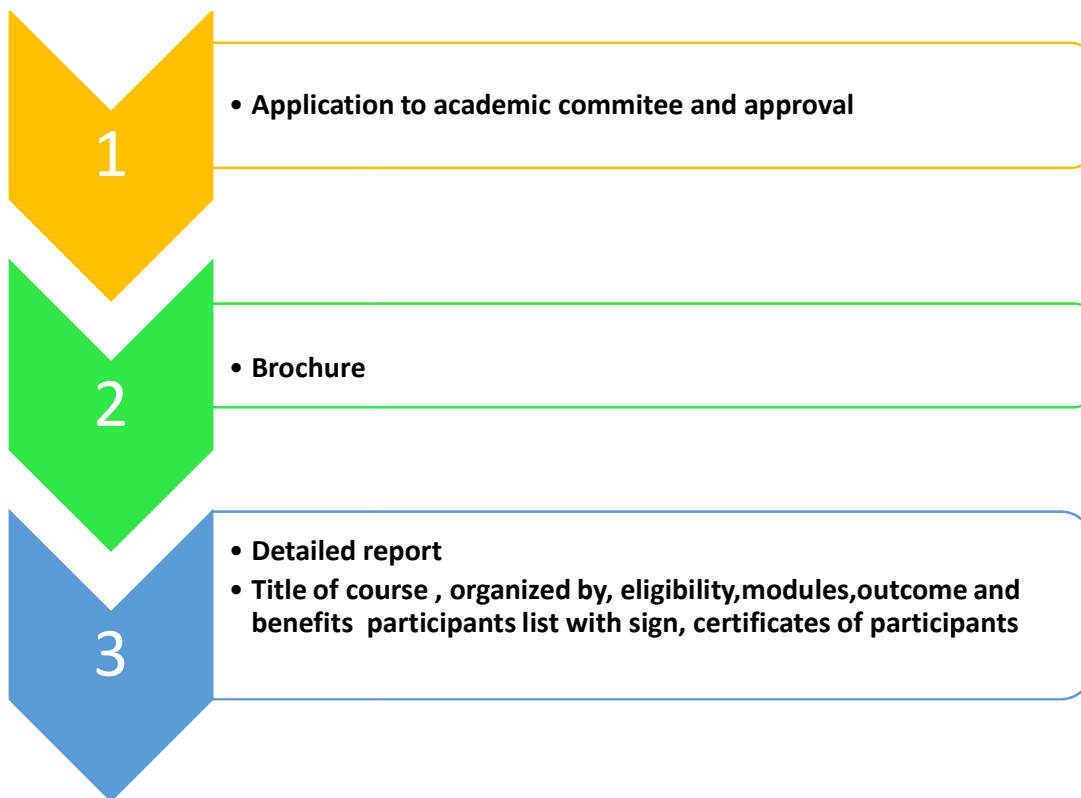 1
• Application to academic commitee and approval
2
• Brochure
3
• Detailed report
• Title of course , organized by, eligibility,modules,outcome and
benefits  participants list with sign, certificates of participants